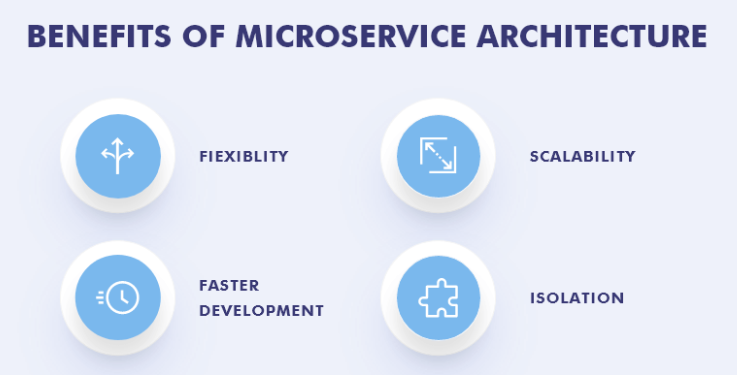 BENEFITS OF MICROSERVICE ARCHITECTURE
FIEXIBLITY
SCALABILITY
FASTER
DEVELOPMENT
ISOLATION